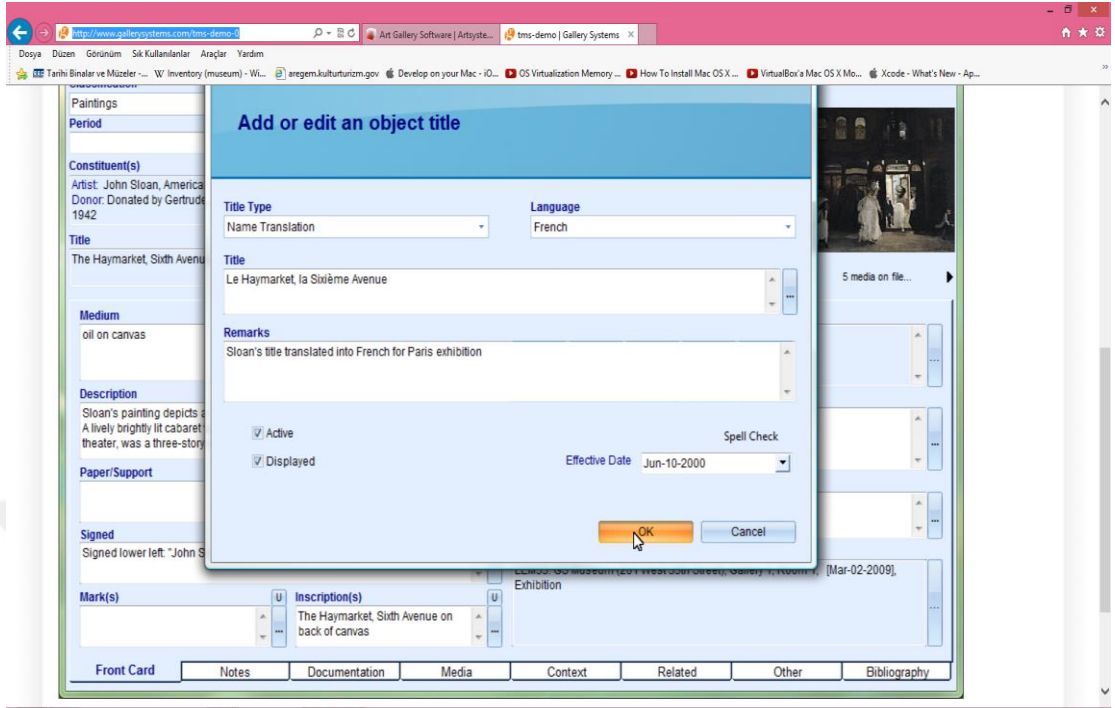 http://www.gallerysystems.com/tms-demo-0
Art Gallery Software | Artsyste...
tms-demo | Gallery Systems
Dosya Düzen Görünüm Sık Kullanılanlar Araçlar Yardım
Tarihi Binalar ve Müzeler -... W Inventory (museum) - Wi... aregem.kulturturizm.gov Develop on your Mac - iO... OS Virtualization Memory ... How To Install Mac OS X ... VirtualBox'a Mac OS X Mo... Xcode - What's New - Ap...
Classification
Paintings
Period
Constituent(s)
Artist: John Sloan, America
Donor: Donated by Gertrude
1942
Title
The Haymarket, Sixth Avenu
Add or edit an object title
Title Type
Language
Name Translation
French
Title
Le Haymarket, la Sixième Avenue
Remarks
Sloan's title translated into French for Paris exhibition
Active
Displayed
Spell Check
Effective Date Jun-10-2000
OK Cancel
5 media on file...
Medium
oil on canvas
Description
Sloan's painting depicts a
A lively brightly lit cabaret
theater, was a three-story
Paper/Support
Signed
Signed lower left: "John S
[Mar-02-2009],
Exhibition
Mark(s) U Inscription(s) U
The Haymarket, Sixth Avenue on
back of canvas
Front Card Notes Documentation Media Context Related Other Bibliography